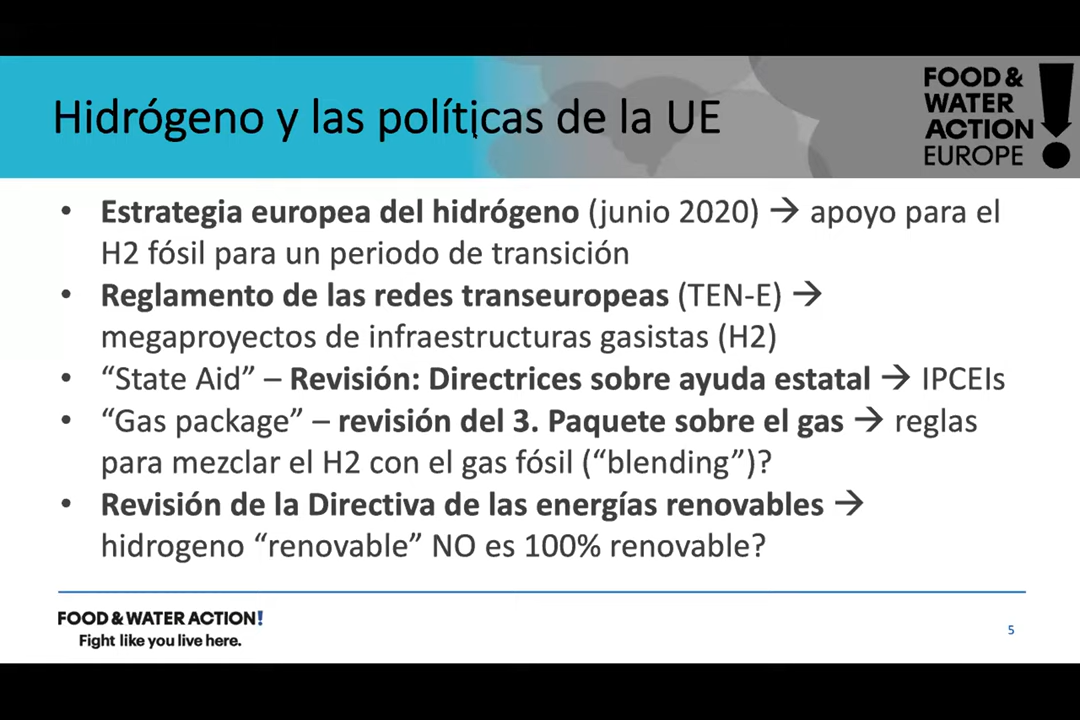 Hidrógeno y las políticas de la UE
FOOD &
WATER
ACTION
EUROPE
• Estrategia europea del hidrógeno (junio 2020) → apoyo para el
H2 fósil para un periodo de transición
• Reglamento de las redes transeuropeas (TEN-E) →
megaproyectos de infraestructuras gasistas (H2)
• “State Aid” – Revisión: Directrices sobre ayuda estatal → IPCEIs
• “Gas package” – revisión del 3. Paquete sobre el gas → reglas
para mezclar el H2 con el gas fósil (“blending”)?
• Revisión de la Directiva de las energías renovables →
hidrogeno “renovable” NO es 100% renovable?
FOOD & WATER ACTION!
Fight like you live here.
5